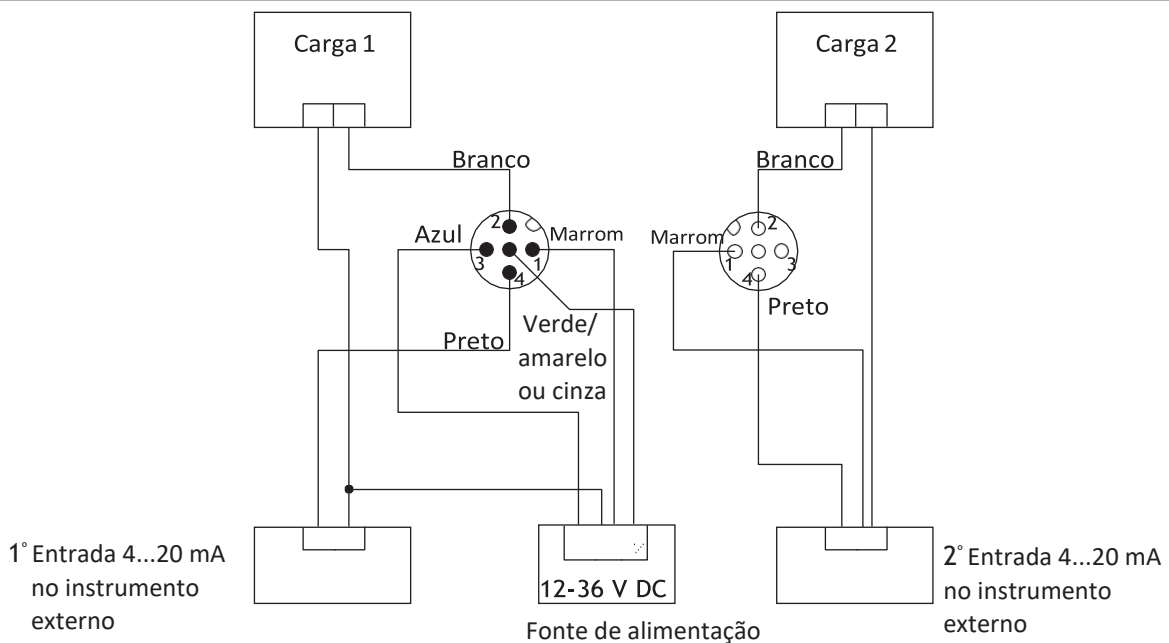 Carga 1
Carga 2
Branco
Branco
2
2
Azul
Marrom
Marrom
3
1
1
3
4
4
Preto
Verde/
amarelo
ou cinza
Preto
1° Entrada 4...20 mA
no instrumento
externo
12-36 V DC
Fonte de alimentação
2° Entrada 4...20 mA
no instrumento
externo